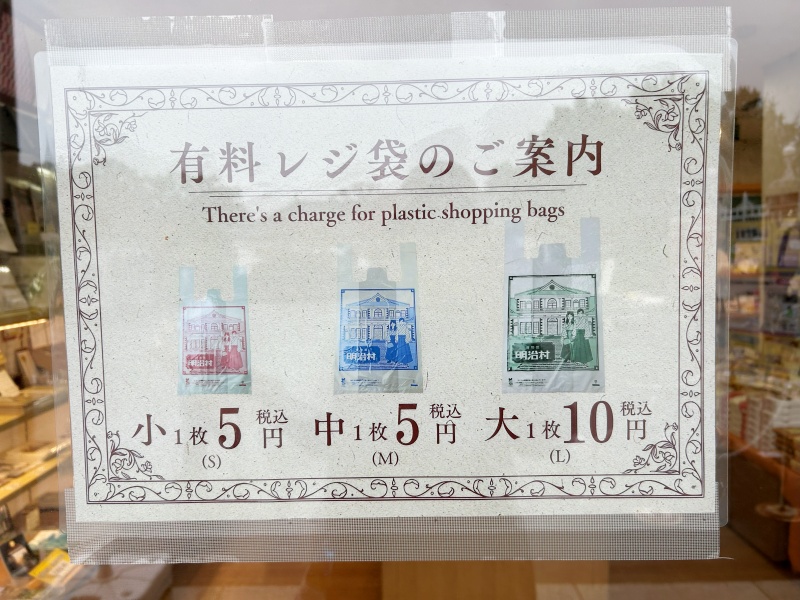 有料レジ袋のご案内
There's a charge for plastic shopping bags
明治村
明治村
明治村
小 1枚 5 税込 円
(S)
中 1枚 5 税込 円
(M)
大 1枚 10 税込 円
(L)